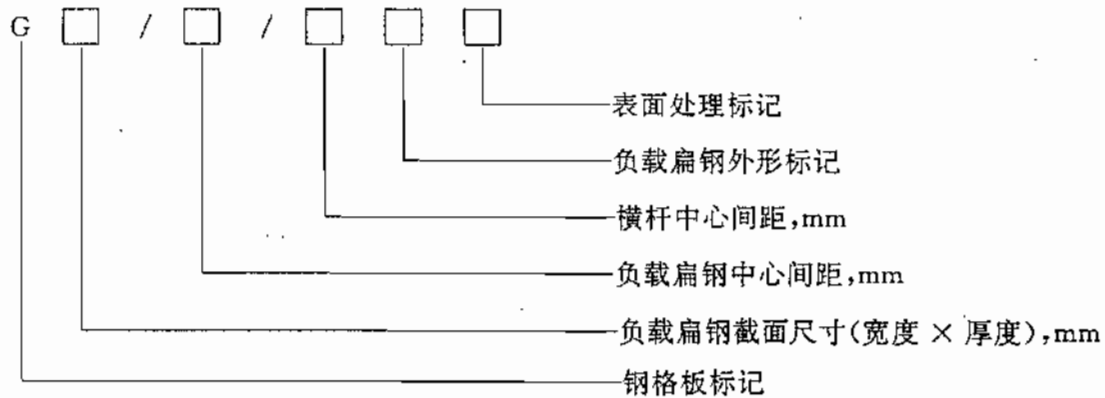 G □ / □ / □ □ □
表面处理标记
负载扁钢外形标记
横杆中心间距,mm
负载扁钢中心间距,mm
负载扁钢截面尺寸(宽度 × 厚度),mm
钢格板标记